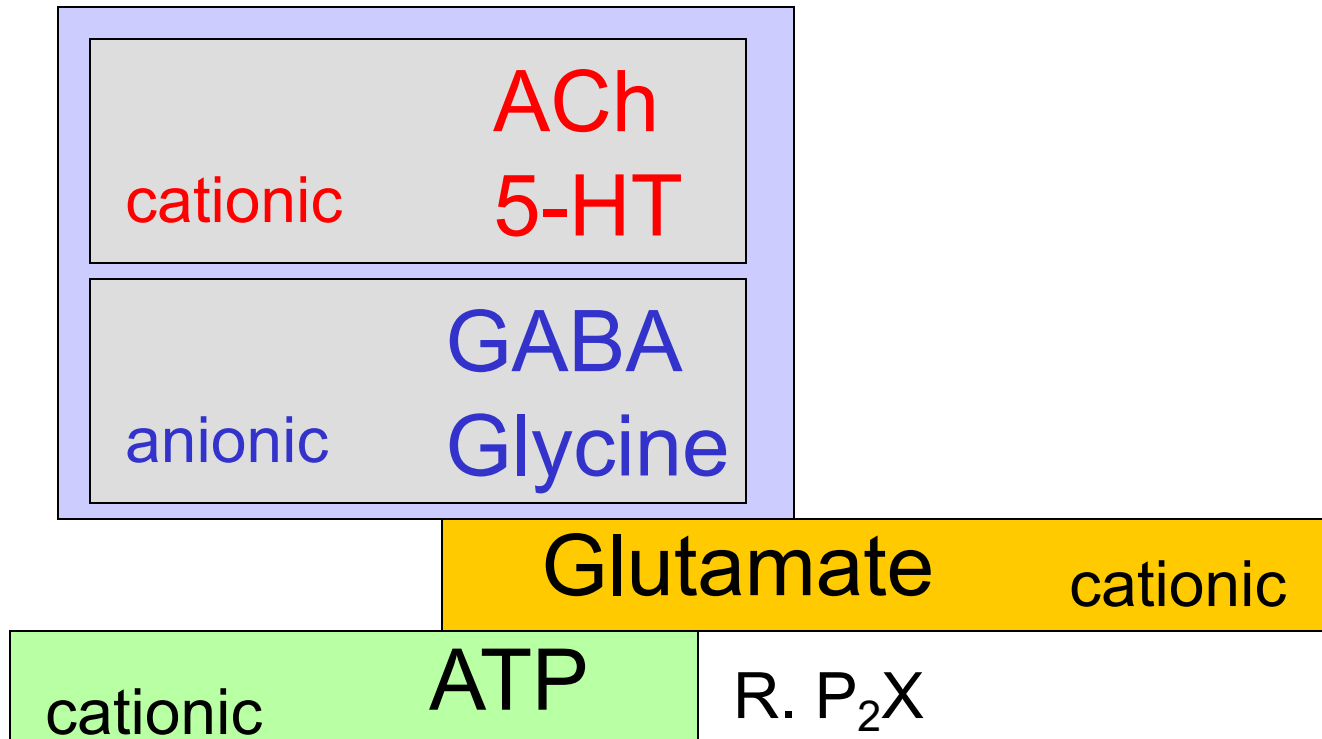 ACh
cationic 5-HT
GABA
anionic Glycine
Glutamate cationic
cationic ATP R. P₂X